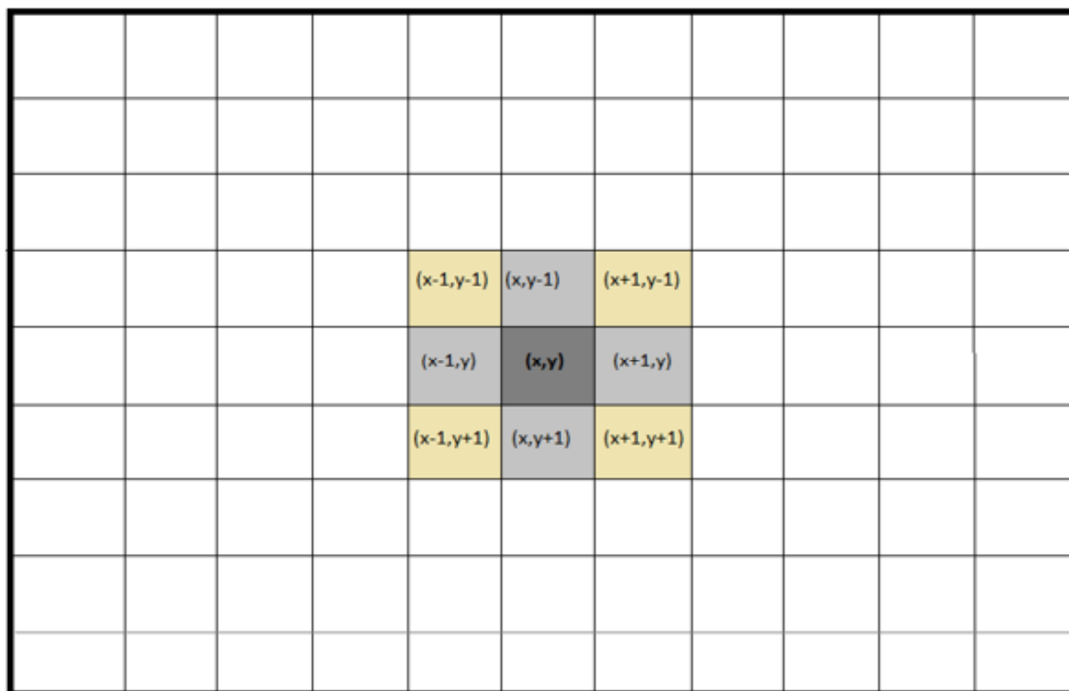 (x-1,y-1) (x,y-1) (x+1,y-1)
(x-1,y) (x,y) (x+1,y)
(x-1,y+1) (x,y+1) (x+1,y+1)